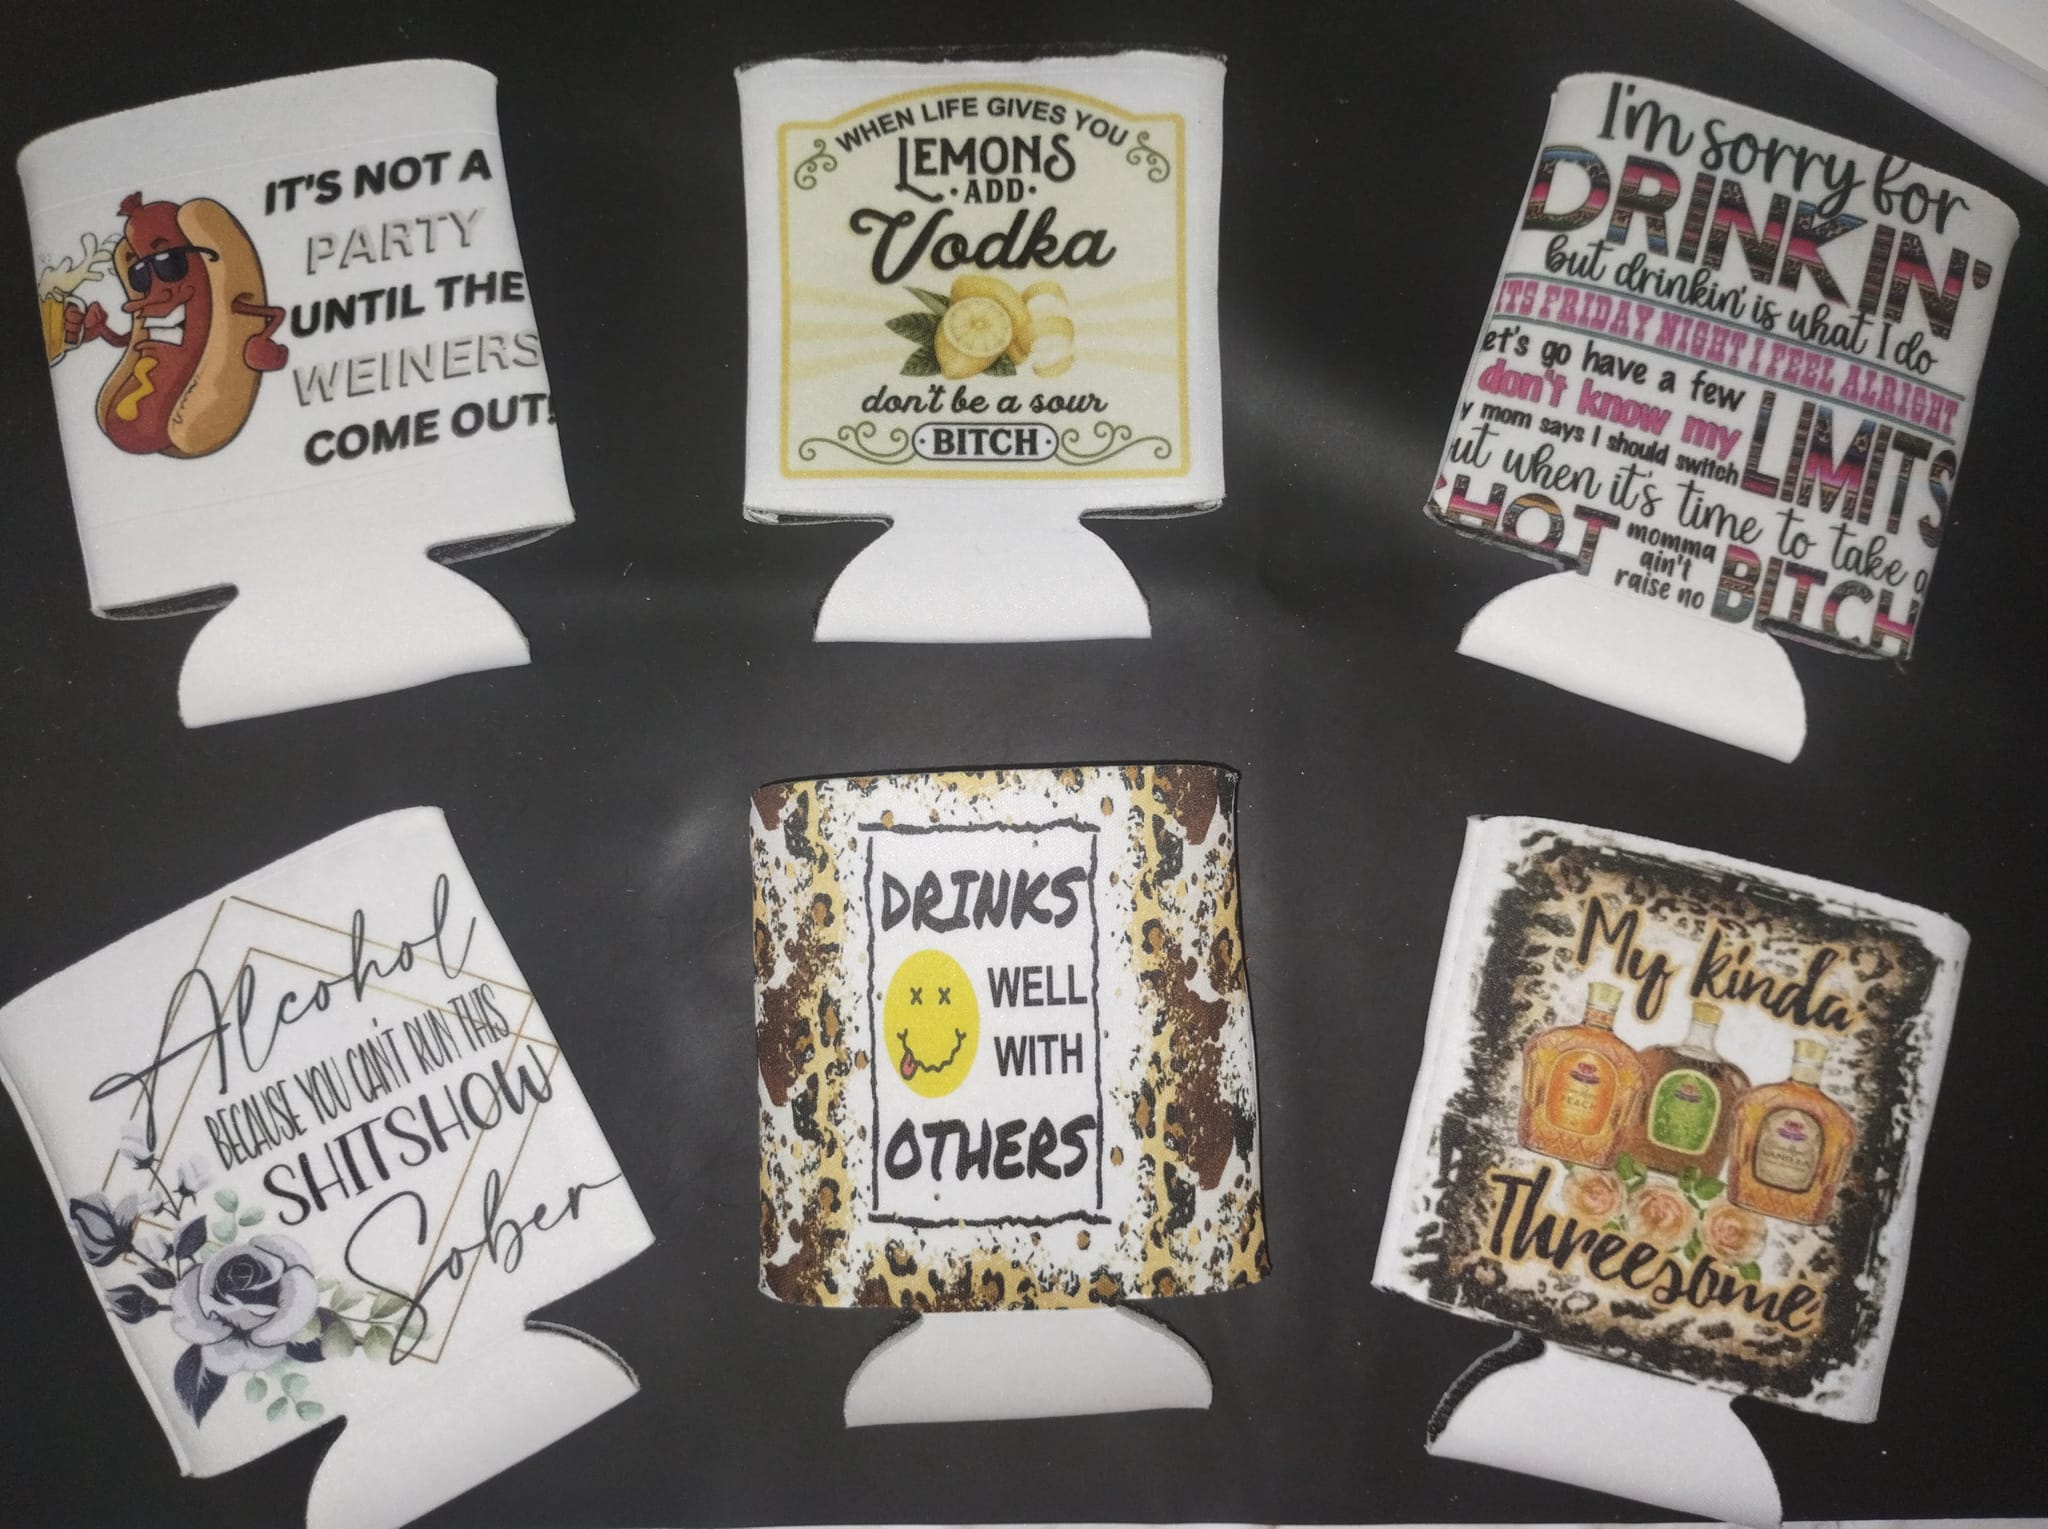 IT'S NOT A
PARTY
UNTIL THE
WEINERS
COME OUT!
WHEN LIFE GIVES YOU
LEMONS
·ADD·
Vodka
don't be a sour
BITCH
I'm sorry for
DRINKIN'
but drinkin' is what I do
ITS FRIDAY NIGHT I FEEL ALRIGHT
let's go have a few
don't know my
LIMITS
y mom says I should switch
ut when it's time to take a
SHOT
momma
ain't
raise no
BITCH
Alcohol
BECAUSE YOU CAN'T RUN THIS
SHITSHOW
Sober
DRINKS
WELL
WITH
OTHERS
My kinda
PEACH
VANILLA
Threesome